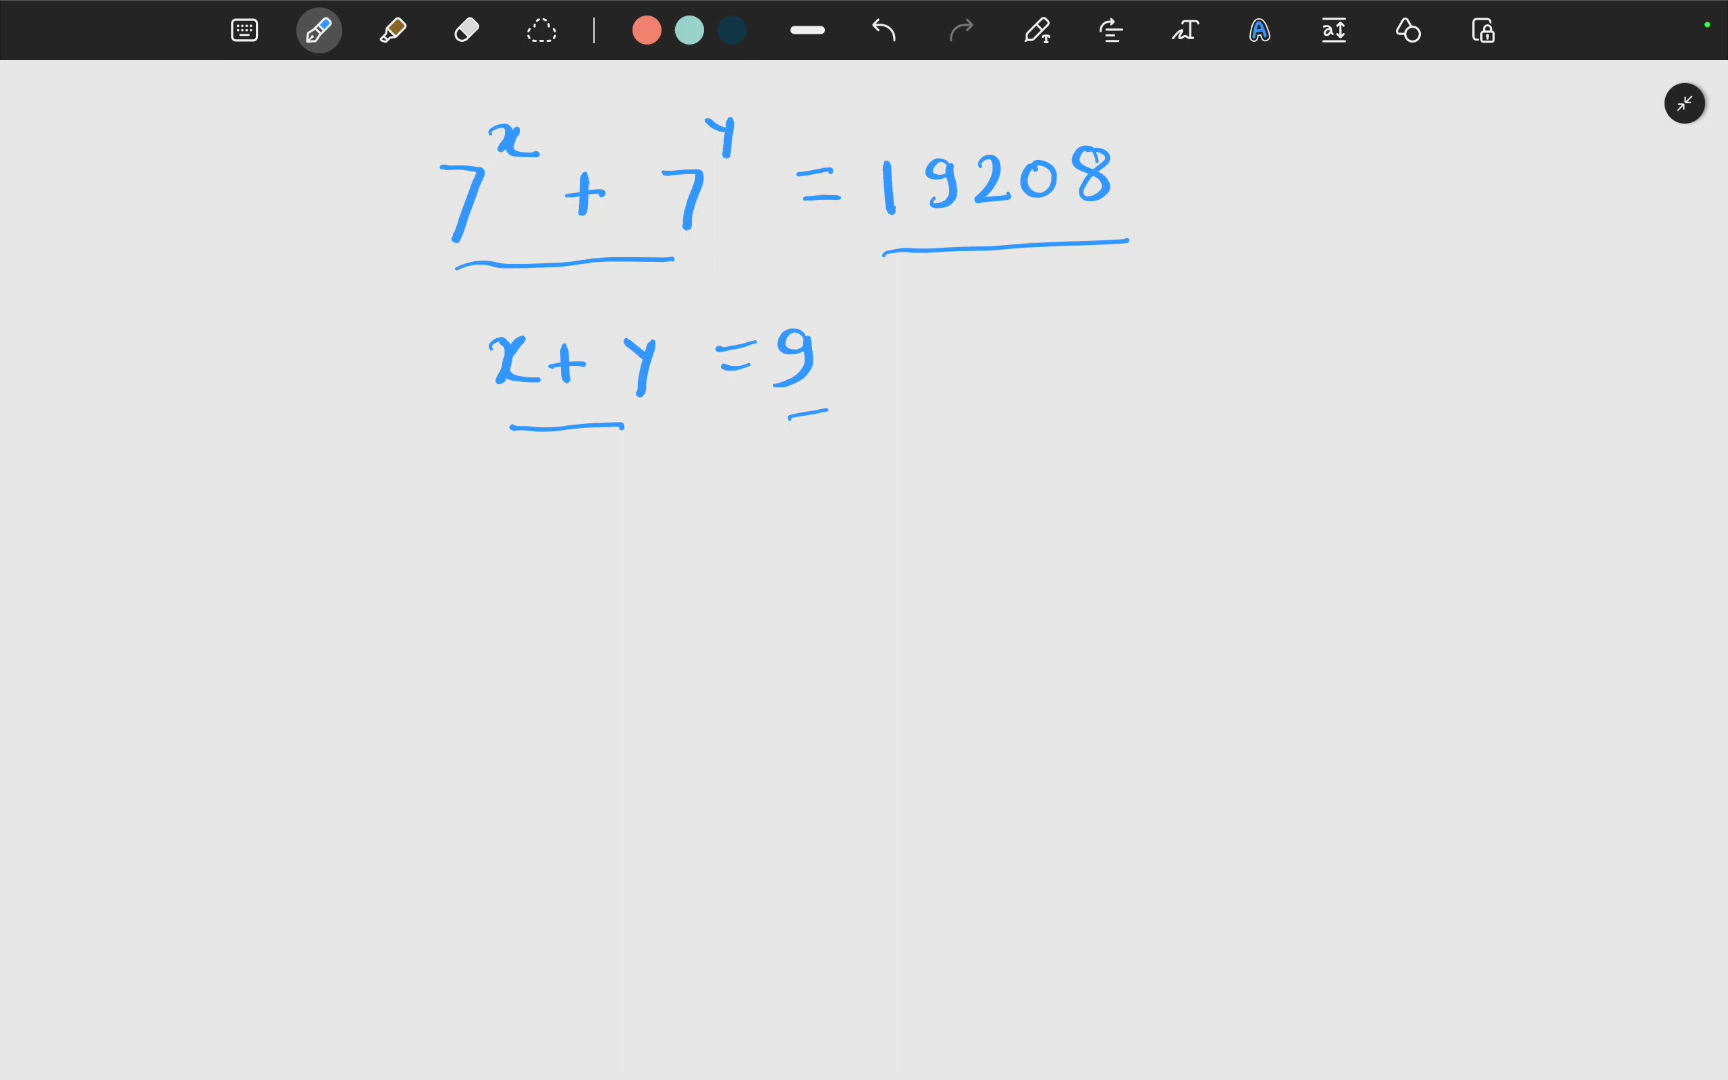 7^x + 7^y = 19208
x + y = 9